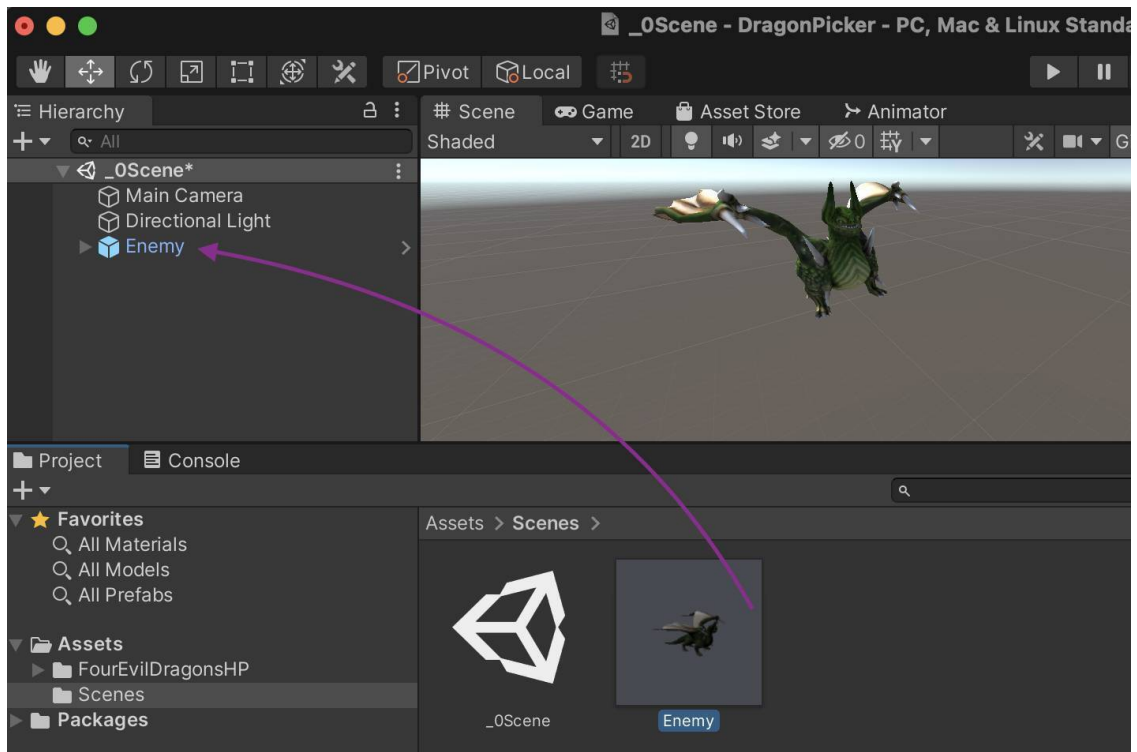 _0Scene - DragonPicker - PC, Mac & Linux Standa
Pivot Local
Hierarchy
All
# Scene Game Asset Store Animator
Shaded 2D 0 G
_0Scene*
Main Camera
Directional Light
Enemy
Project Console
Favorites
All Materials
All Models
All Prefabs
Assets
FourEvilDragonsHP
Scenes
Packages
Assets > Scenes >
_0Scene Enemy